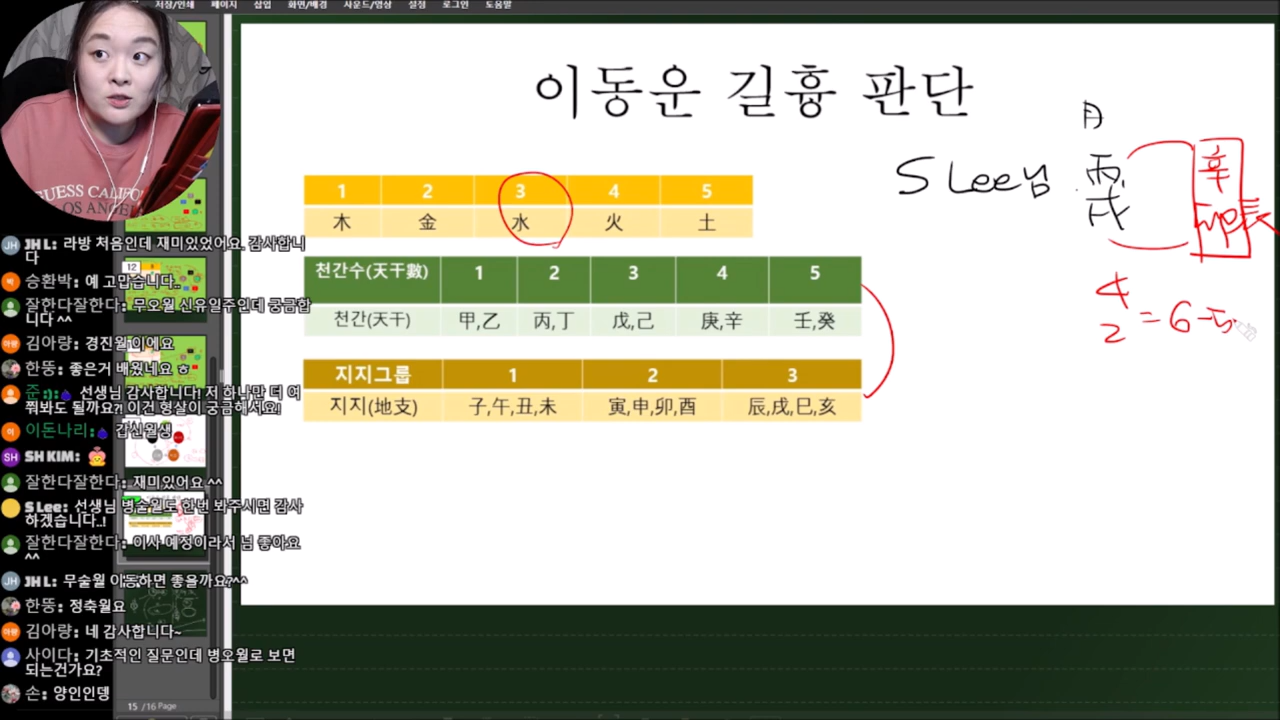 저장/인쇄 페이지 삽입 화면/배경 사운드/영상 설정 로그인 도움말
이동운 길흉 판단
1 2 3 4 5
木 金 水 火 土
천간수(天干數) 1 2 3 4 5
천간(天干) 甲,乙 丙,丁 戊,己 庚,辛 壬,癸
지지그룹 1 2 3
지지(地支) 子,午,丑,未 寅,申,卯,酉 辰,戌,巳,亥
月
S Lee님 丙 辛
戌
4
2 = 6-5
GUESS CALIFO
LOS ANGE
JH L: 라방 처음인데 재미있었어요. 감사합니
다
승환박: 예 고맙습니다..
잘한다잘한다: 무오월 신유일주인데 궁금합
니다 ^^
김아량: 경진월 이에요
한뚱: 좋은거 배웠네요 ㅎ
선생님 감사합니다! 저 하나만 더 여
쭤봐도 될까요?! 이건 형살이 궁금해서요!
이돈나리: 갑신월생
SH KIM:
잘한다잘한다: 재미있어요 ^^
S Lee: 선생님 병술월도 한번 봐주시면 감사
하겠습니다..!
잘한다잘한다: 이사 예정이라서 넘 좋아요
^^
JH L: 무술월 이동하면 좋을까요?^^
한뚱: 정축월요
김아량: 네 감사합니다~
사이다: 기초적인 질문인데 병오월로 보면
되는건가요?
손: 양인인뎅
12
15 /16 Page